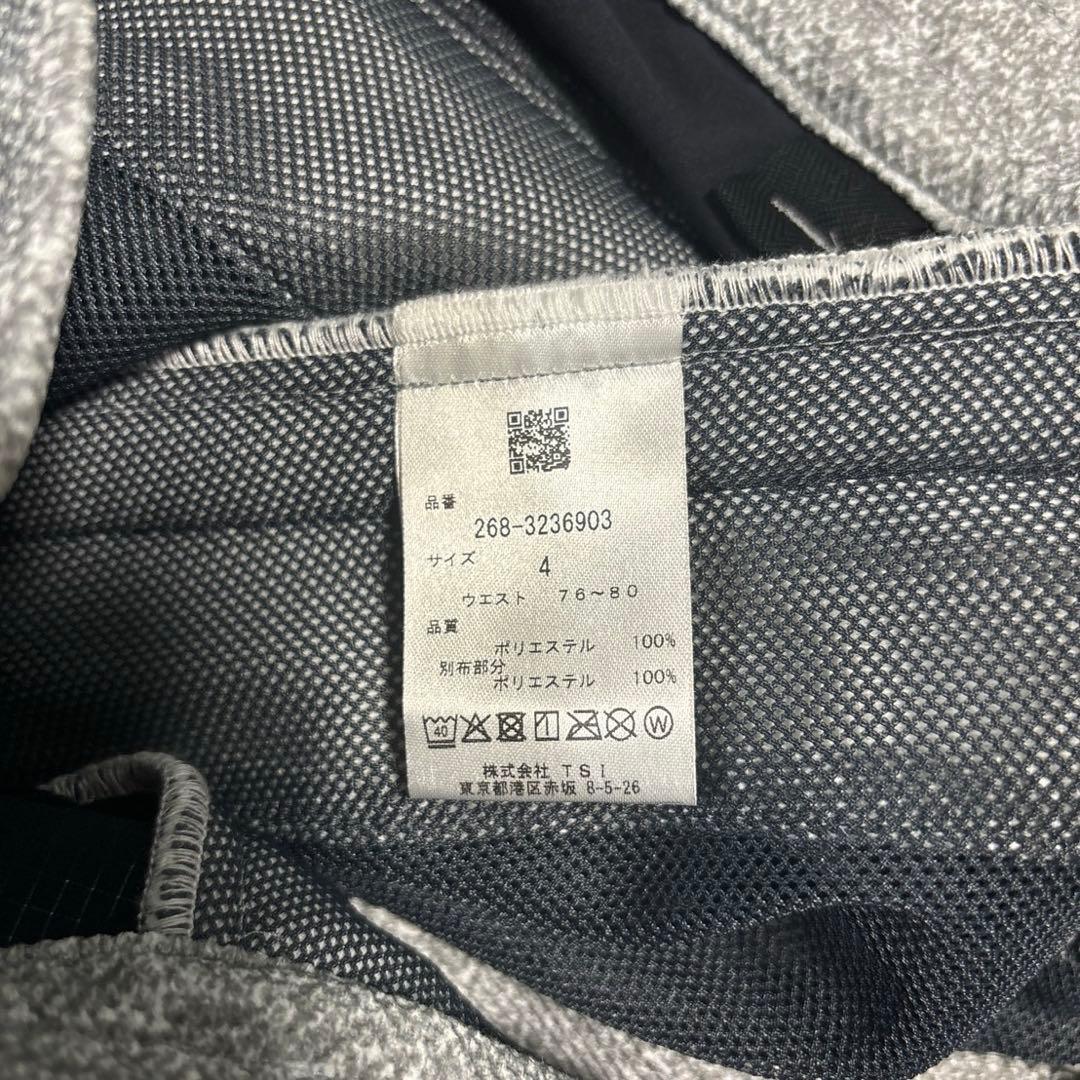 品番
268-3236903
サイズ 4
ウエスト 76~80
品質
ポリエステル 100%
別布部分
ポリエステル 100%
40 W
株式会社 TSI
東京都港区赤坂 8-5-26